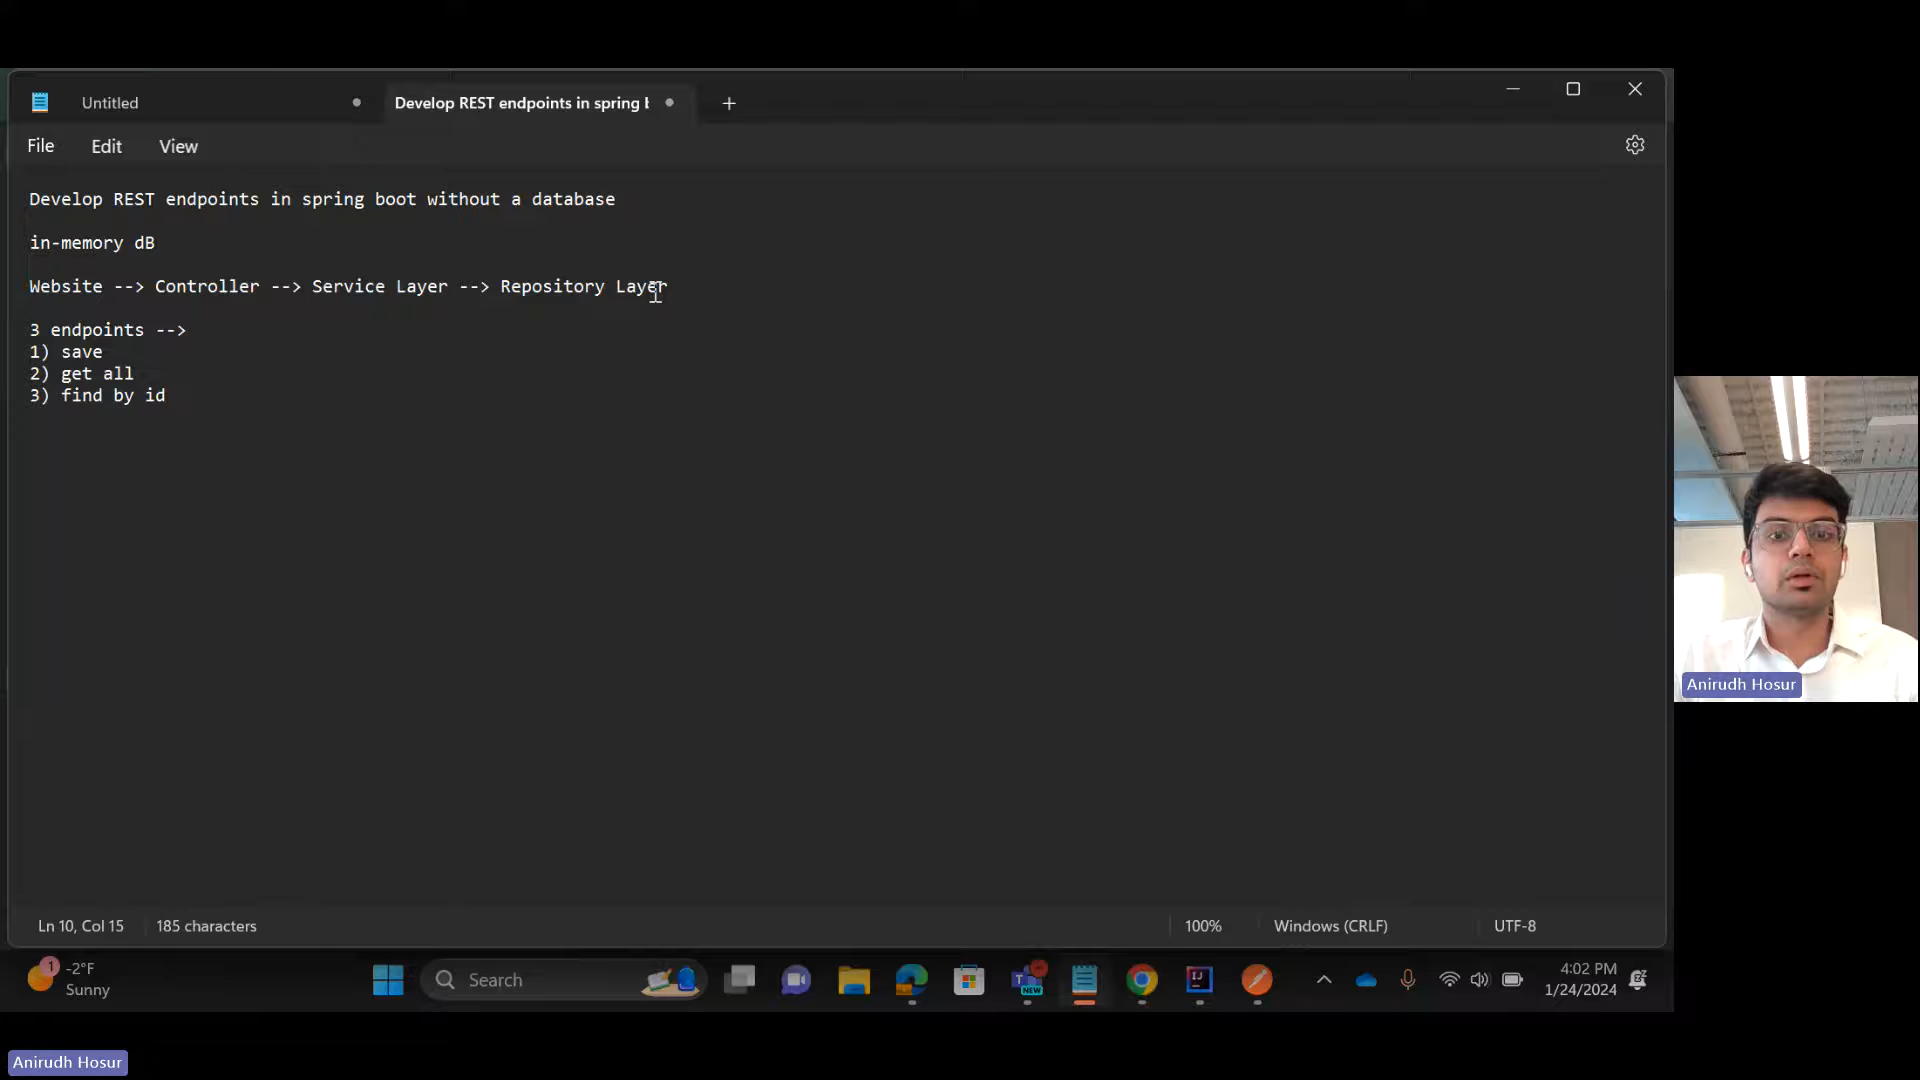 Untitled
Develop REST endpoints in spring b
File Edit View
Develop REST endpoints in spring boot without a database
in-memory dB
Website --> Controller --> Service Layer --> Repository Layer
3 endpoints -->
1) save
2) get all
3) find by id
Anirudh Hosur
Ln 10, Col 15 185 characters 100% Windows (CRLF) UTF-8
1 -2°F
Sunny
Search
NEW
4:02 PM
1/24/2024
Anirudh Hosur